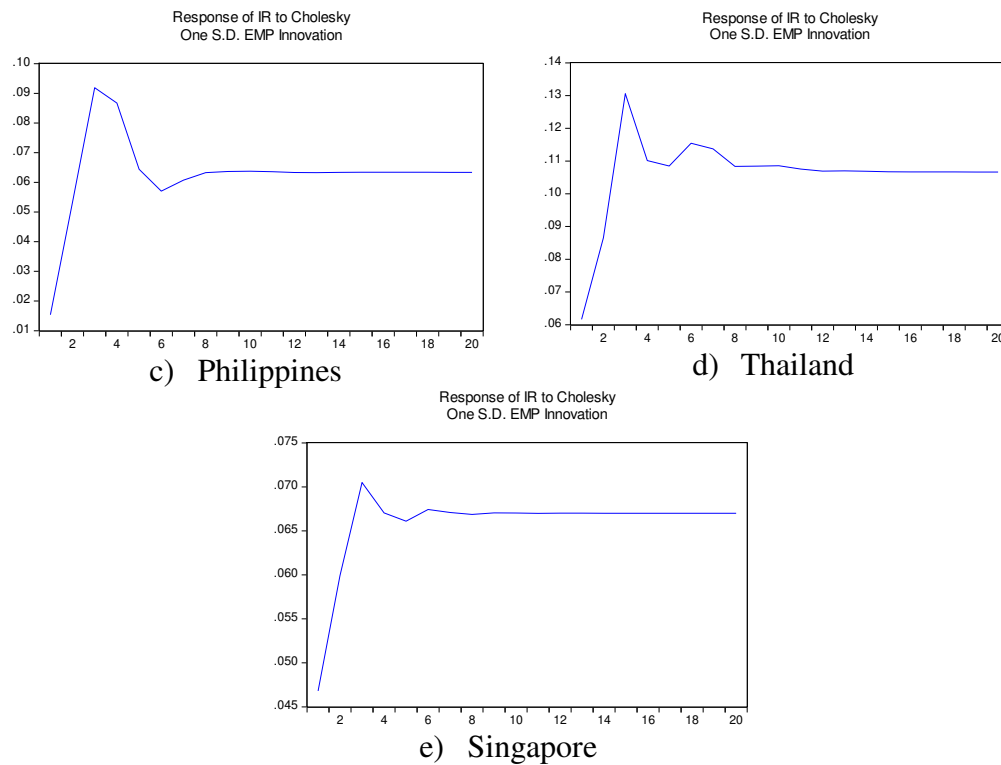 Response of IR to Cholesky
One S.D. EMP Innovation
.10
.09
.08
.07
.06
.05
.04
.03
.02
.01
2 4 6 8 10 12 14 16 18 20
c) Philippines
Response of IR to Cholesky
One S.D. EMP Innovation
.14
.13
.12
.11
.10
.09
.08
.07
.06
2 4 6 8 10 12 14 16 18 20
d) Thailand
Response of IR to Cholesky
One S.D. EMP Innovation
.075
.070
.065
.060
.055
.050
.045
2 4 6 8 10 12 14 16 18 20
e) Singapore